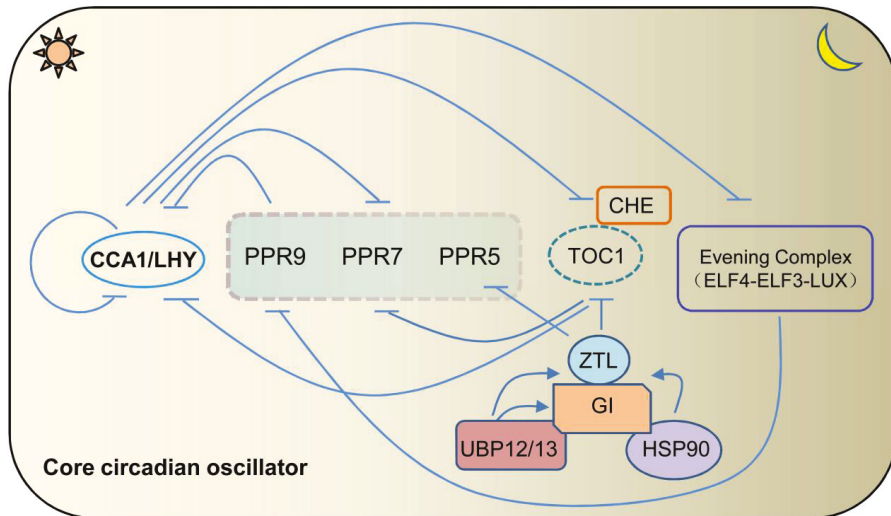 CHE
CCA1/LHY
PPR9
PPR7
PPR5
TOC1
Evening Complex
（ELF4-ELF3-LUX）
ZTL
GI
UBP12/13
HSP90
Core circadian oscillator